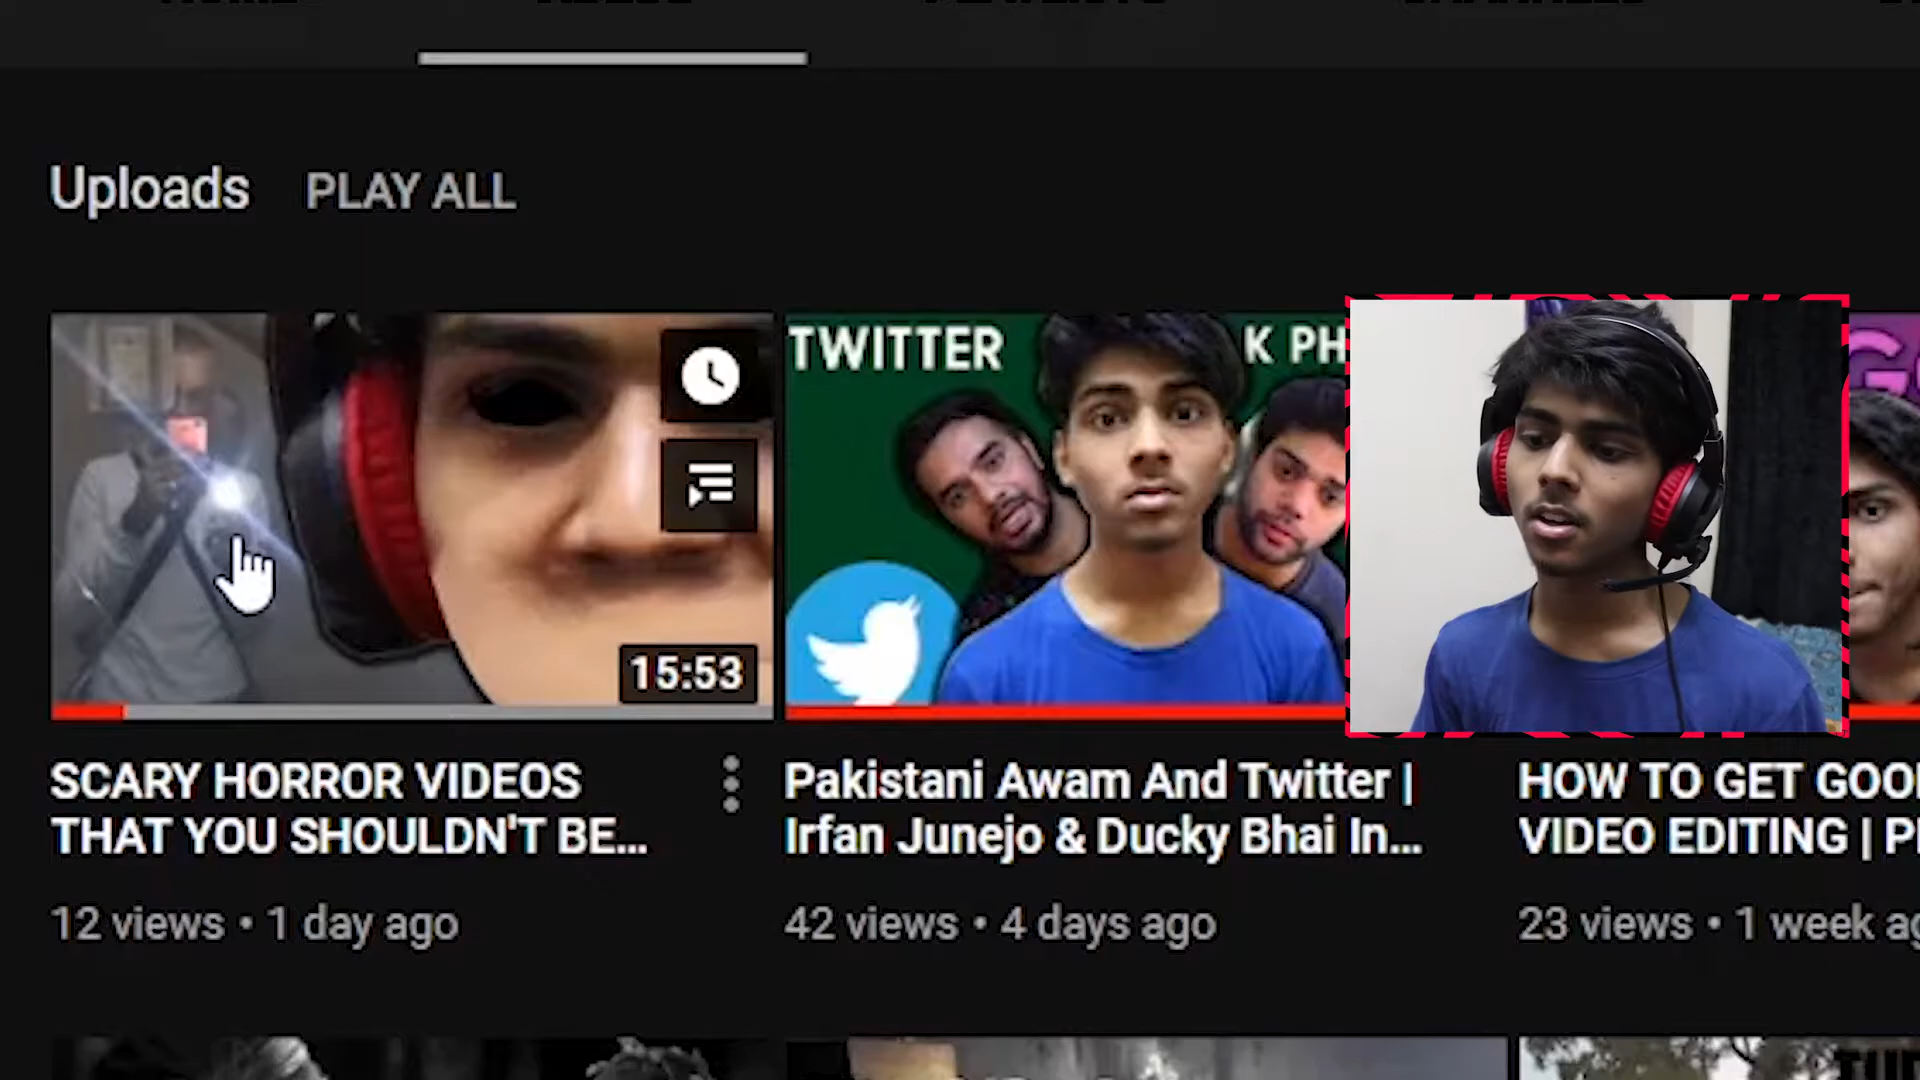 Uploads PLAY ALL
TWITTER
K PH
15:53
SCARY HORROR VIDEOS
THAT YOU SHOULDN'T BE...
12 views • 1 day ago
Pakistani Awam And Twitter |
Irfan Junejo & Ducky Bhai In...
42 views • 4 days ago
HOW TO GET GOO
VIDEO EDITING |
23 views • 1 week ag